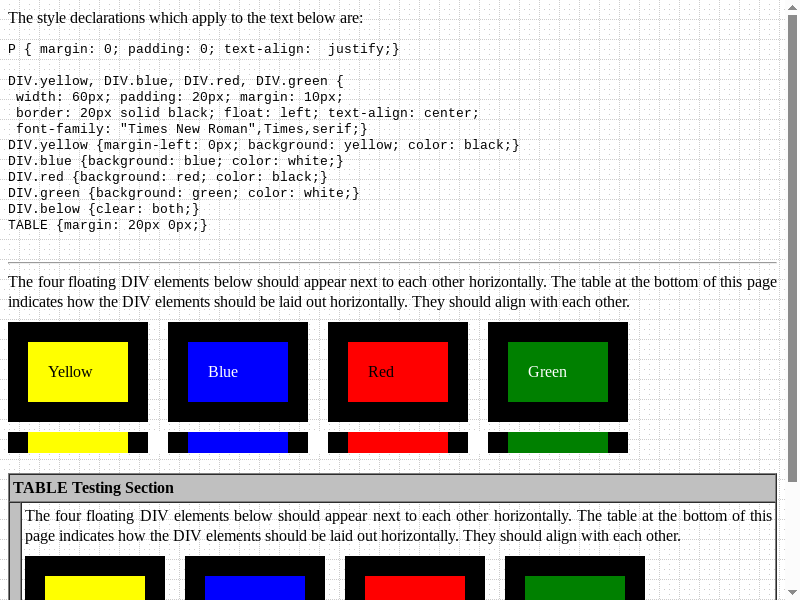 The style declarations which apply to the text below are:
P { margin: 0; padding: 0; text-align:  justify;}
DIV.yellow, DIV.blue, DIV.red, DIV.green {
 width: 60px; padding: 20px; margin: 10px;
 border: 20px solid black; float: left; text-align: center;
 font-family: "Times New Roman",Times,serif;}
DIV.yellow {margin-left: 0px; background: yellow; color: black;}
DIV.blue {background: blue; color: white;}
DIV.red {background: red; color: black;}
DIV.green {background: green; color: white;}
DIV.below {clear: both;}
TABLE {margin: 20px 0px;}
The four floating DIV elements below should appear next to each other horizontally. The table at the bottom of this page
indicates how the DIV elements should be laid out horizontally. They should align with each other.
Yellow Blue Red Green
TABLE Testing Section
The four floating DIV elements below should appear next to each other horizontally. The table at the bottom of this
page indicates how the DIV elements should be laid out horizontally. They should align with each other.